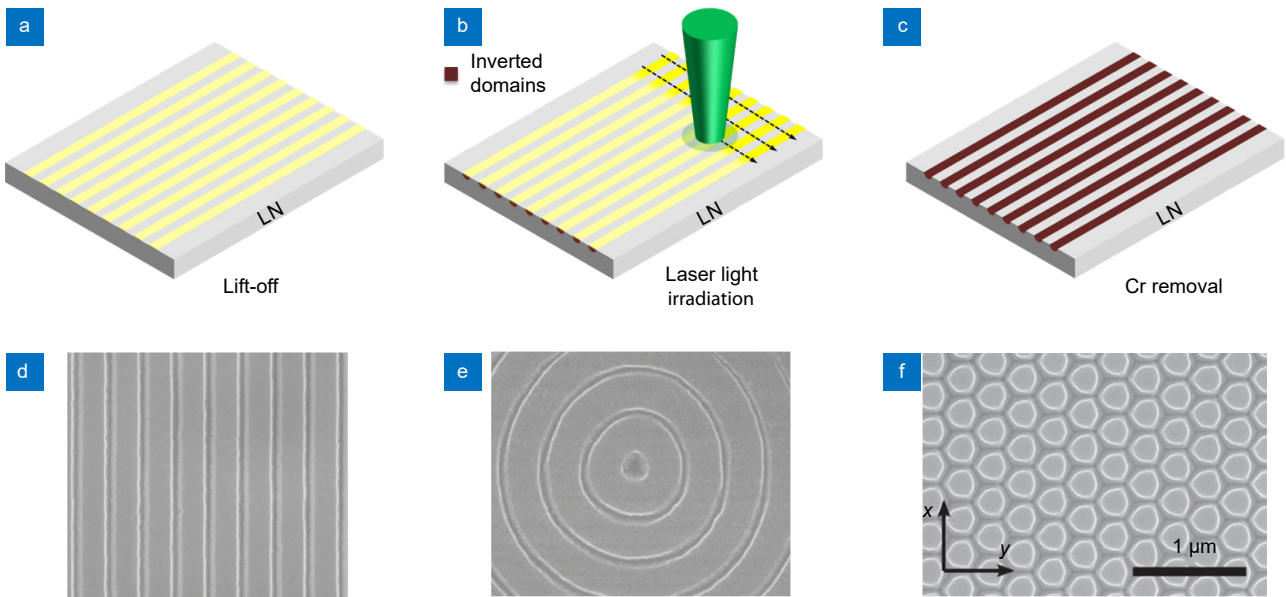 a
LN
Lift-off
b
Inverted
domains
LN
Laser light
irradiation
c
LN
Cr removal
d
e
f
x
y
1 μm